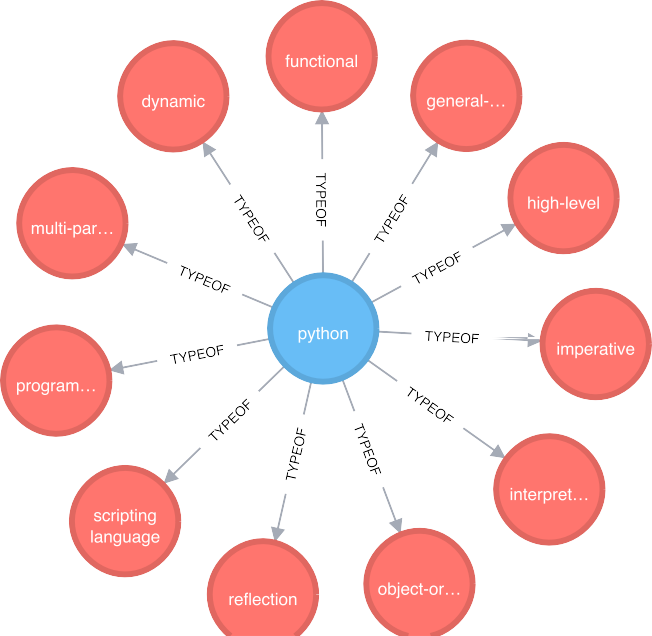 functional
dynamic
general-…
high-level
multi-par…
TYPEOF
TYPEOF
TYPEOF
TYPEOF
TYPEOF
python
TYPEOF
imperative
TYPEOF
program…
TYPEOF
TYPEOF
TYPEOF
TYPEOF
interpret…
scripting
language
object-or…
reflection